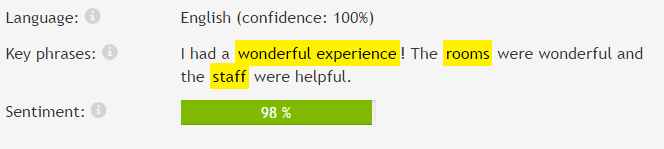 Language: English (confidence: 100%)
Key phrases: I had a wonderful experience! The rooms were wonderful and
the staff were helpful.
Sentiment: 98 %